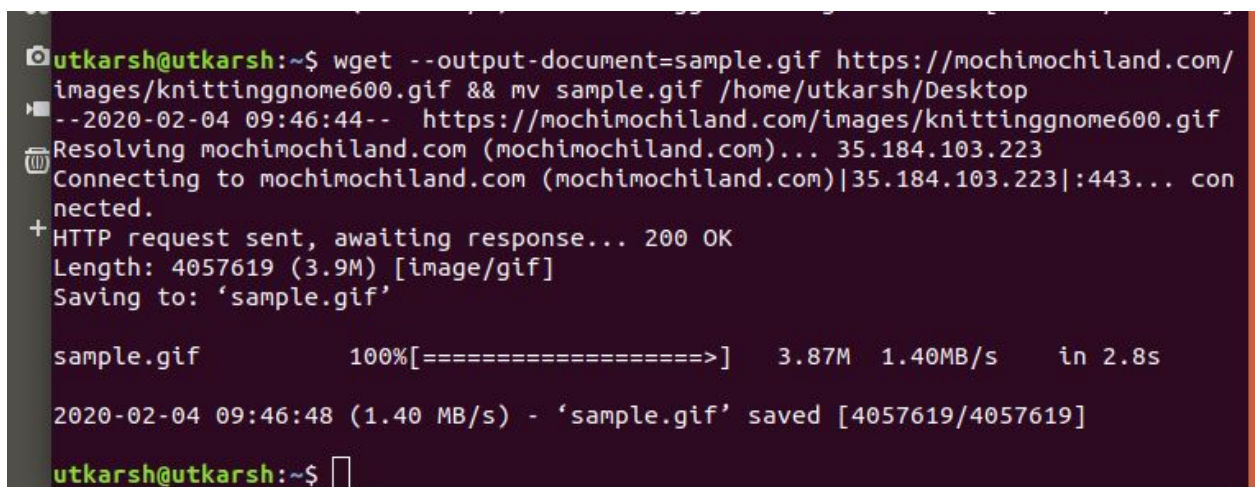 utkarsh@utkarsh:~$ wget --output-document=sample.gif https://mochimochiland.com/
images/knittinggnome600.gif && mv sample.gif /home/utkarsh/Desktop
--2020-02-04 09:46:44--  https://mochimochiland.com/images/knittinggnome600.gif
Resolving mochimochiland.com (mochimochiland.com)... 35.184.103.223
Connecting to mochimochiland.com (mochimochiland.com)|35.184.103.223|:443... con
nected.
HTTP request sent, awaiting response... 200 OK
Length: 4057619 (3.9M) [image/gif]
Saving to: ‘sample.gif’
sample.gif          100%[===================>]   3.87M  1.40MB/s    in 2.8s
2020-02-04 09:46:48 (1.40 MB/s) - ‘sample.gif’ saved [4057619/4057619]
utkarsh@utkarsh:~$